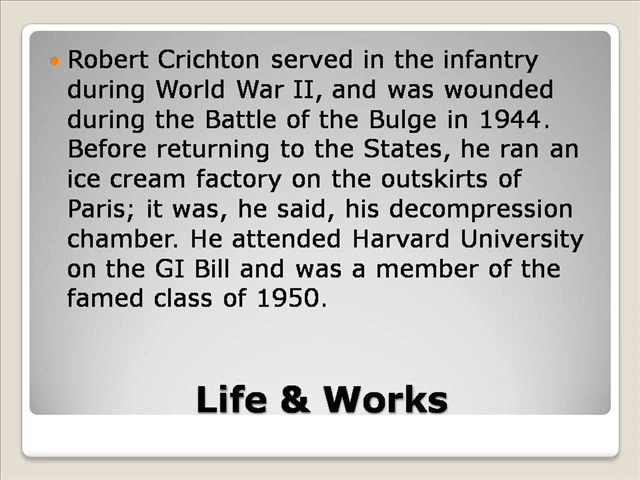 Robert Crichton served in the infantry
during World War II, and was wounded
during the Battle of the Bulge in 1944.
Before returning to the States, he ran an
ice cream factory on the outskirts of
Paris; it was, he said, his decompression
chamber. He attended Harvard University
on the GI Bill and was a member of the
famed class of 1950.
Life & Works